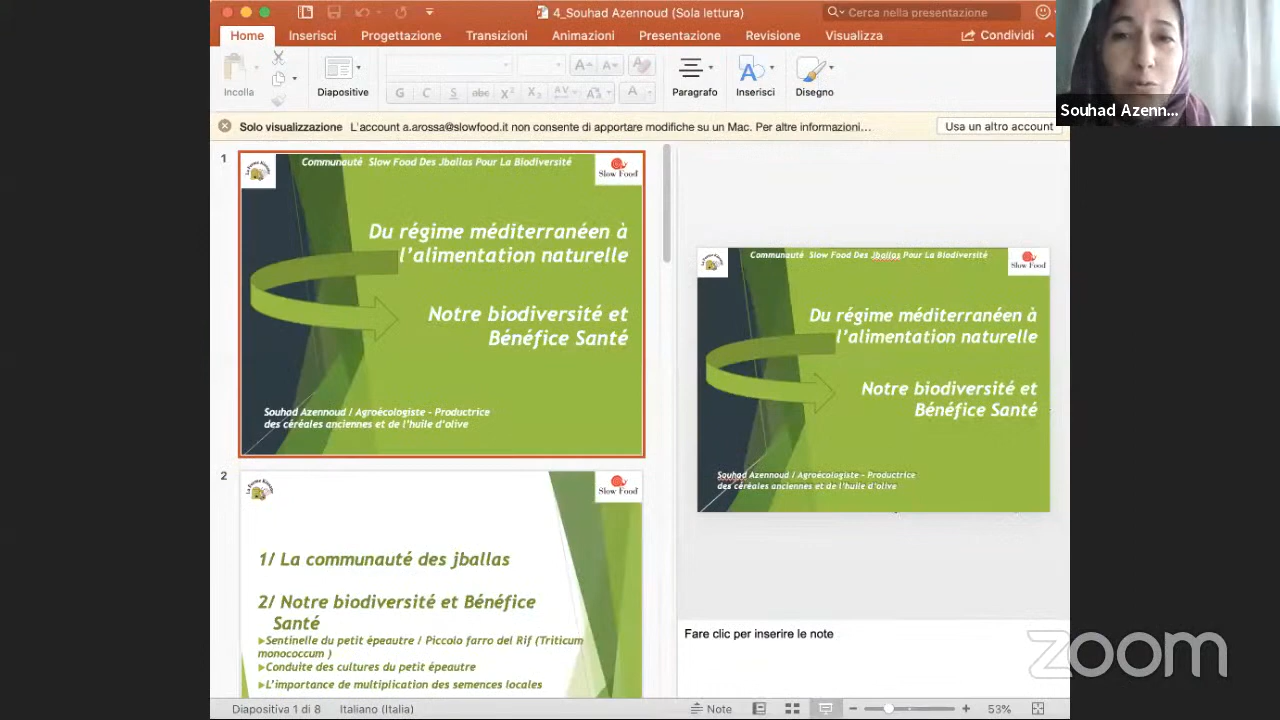 4_Souhad Azennoud (Sola lettura)
Cerca nella presentazione
Home
Inserisci
Progettazione
Transizioni
Animazioni
Presentazione
Revisione
Visualizza
Condividi
Incolla
Diapositive
G C S abc X² X₂ AV Aa A
Paragrafo
Inserisci
Disegno
Souhad Azenn...
Solo visualizzazione L'account a.arossa@slowfood.it non consente di apportare modifiche su un Mac. Per altre informazioni...
Usa un altro account
1
Communauté Slow Food Des Jballas Pour La Biodiversité
Slow Food
Du régime méditerranéen à
l'alimentation naturelle
Notre biodiversité et
Bénéfice Santé
Souhad Azennoud / Agroécologiste - Productrice
des céréales anciennes et de l'huile d'olive
2
Slow Food
1/ La communauté des jballas
2/ Notre biodiversité et Bénéfice
Santé
Sentinelle du petit épeautre / Piccolo farro del Rif (Triticum
monococcum )
Conduite des cultures du petit épeautre
L'importance de multiplication des semences locales
Communauté Slow Food Des Jballas Pour La Biodiversité
Slow Food
Du régime méditerranéen à
l'alimentation naturelle
Notre biodiversité et
Bénéfice Santé
Souhad Azennoud / Agroécologiste - Productrice
des céréales anciennes et de l'huile d'olive
Fare clic per inserire le note
zoom
Diapositiva 1 di 8
Italiano (Italia)
Note
53%